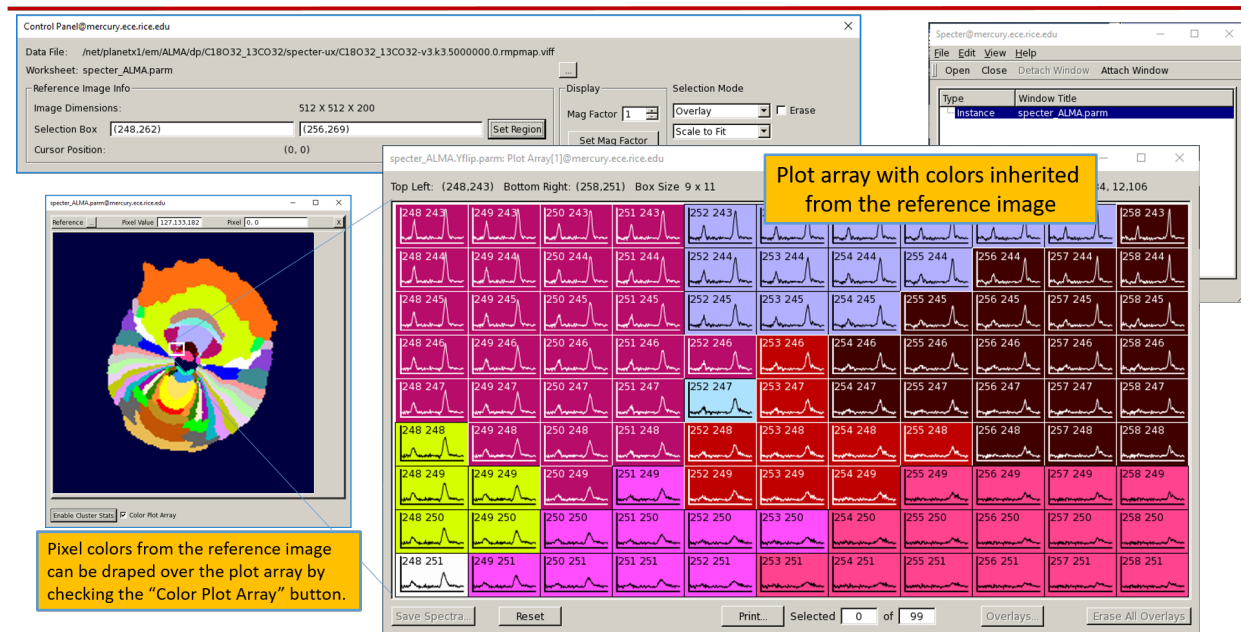 Control Panel@mercury.ece.rice.edu
Data File: /net/planetx1/em/ALMA/dp/C18O32_13CO32/specter-ux/C18O32_13CO32-v3.k3.5000000.0.rmpmap.viff
Worksheet: specter_ALMA.parm
...
Reference Image Info
Image Dimensions: 512 X 512 X 200
Selection Box (248,262) (256,269) Set Region
Cursor Position: (0, 0)
Display
Mag Factor 1
Set Mag Factor
Selection Mode
Overlay Erase
Scale to Fit
Specter@mercury.ece.rice.edu
File Edit View Help
Open Close Detach Window Attach Window
Type Window Title
Instance specter_ALMA.parm
specter_ALMA.Yflip.parm: Plot Array[1]@mercury.ece.rice.edu
Top Left: (248,243) Bottom Right: (258,251) Box Size 9 x 11
12,106
Plot array with colors inherited
from the reference image
248 243 249 243 250 243 251 243 252 243 258 243
248 244 249 244 250 244 251 244 252 244 253 244 254 244 255 244 256 244 257 244 258 244
248 245 249 245 250 245 251 245 252 245 253 245 254 245 255 245 256 245 257 245 258 245
248 246 249 246 250 246 251 246 252 246 253 246 254 246 255 246 256 246 257 246 258 246
248 247 249 247 250 247 251 247 252 247 253 247 254 247 255 247 256 247 257 247 258 247
248 248 249 248 250 248 251 248 252 248 253 248 254 248 255 248 256 248 257 248 258 248
248 249 249 249 250 249 251 249 252 249 253 249 254 249 255 249 256 249 257 249 258 249
248 250 249 250 250 250 251 250 252 250 253 250 254 250 255 250 256 250 257 250 258 250
248 251 249 251 250 251 251 251 252 251 253 251 254 251 255 251 256 251 257 251 258 251
Save Spectra... Reset Print... Selected 0 of 99 Overlays... Erase All Overlays
specter_ALMA.parm@mercury.ece.rice.edu
Reference ... Pixel Value 127,133,182 Pixel 0, 0 X
Enable Cluster Stats Color Plot Array
Pixel colors from the reference image
can be draped over the plot array by
checking the “Color Plot Array” button.